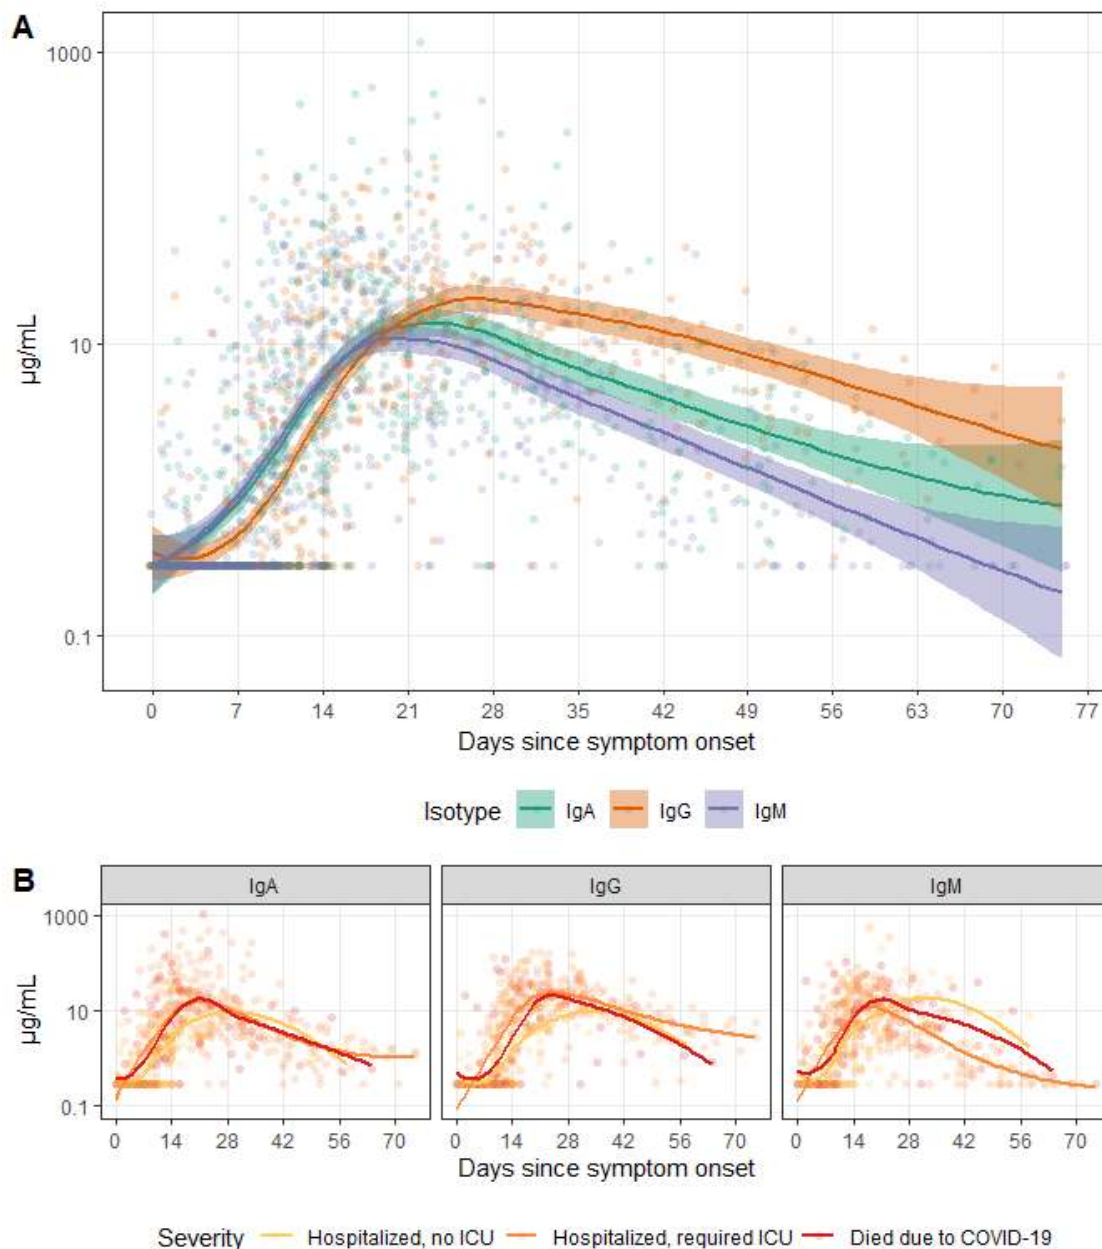 A
1000
10
0.1
µg/mL
0 7 14 21 28 35 42 49 56 63 70 77
Days since symptom onset
Isotype IgA IgG IgM
B
IgA IgG IgM
1000
10
0.1
µg/mL
0 14 28 42 56 70 0 14 28 42 56 70 0 14 28 42 56 70
Days since symptom onset
Severity Hospitalized, no ICU Hospitalized, required ICU Died due to COVID-19